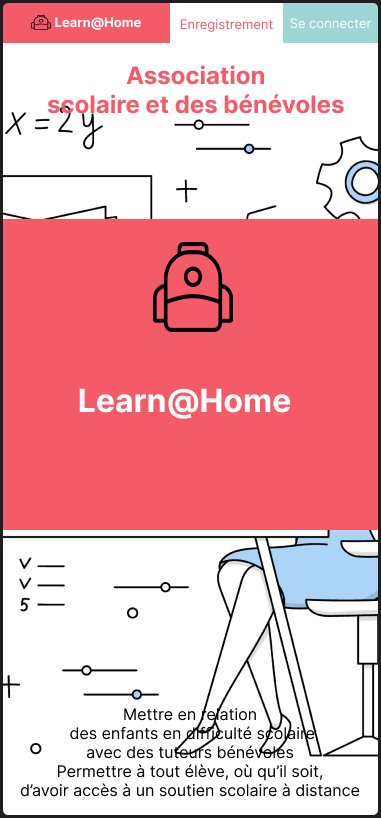 Learn@Home
Enregistrement
Se connecter
Association
scolaire et des bénévoles
x = 2y
Learn@Home
5
Mettre en relation
des enfants en difficulté scolaire
avec des tuteurs bénévoles
Permettre à tout élève, où qu’il soit,
d’avoir accès à un soutien scolaire à distance